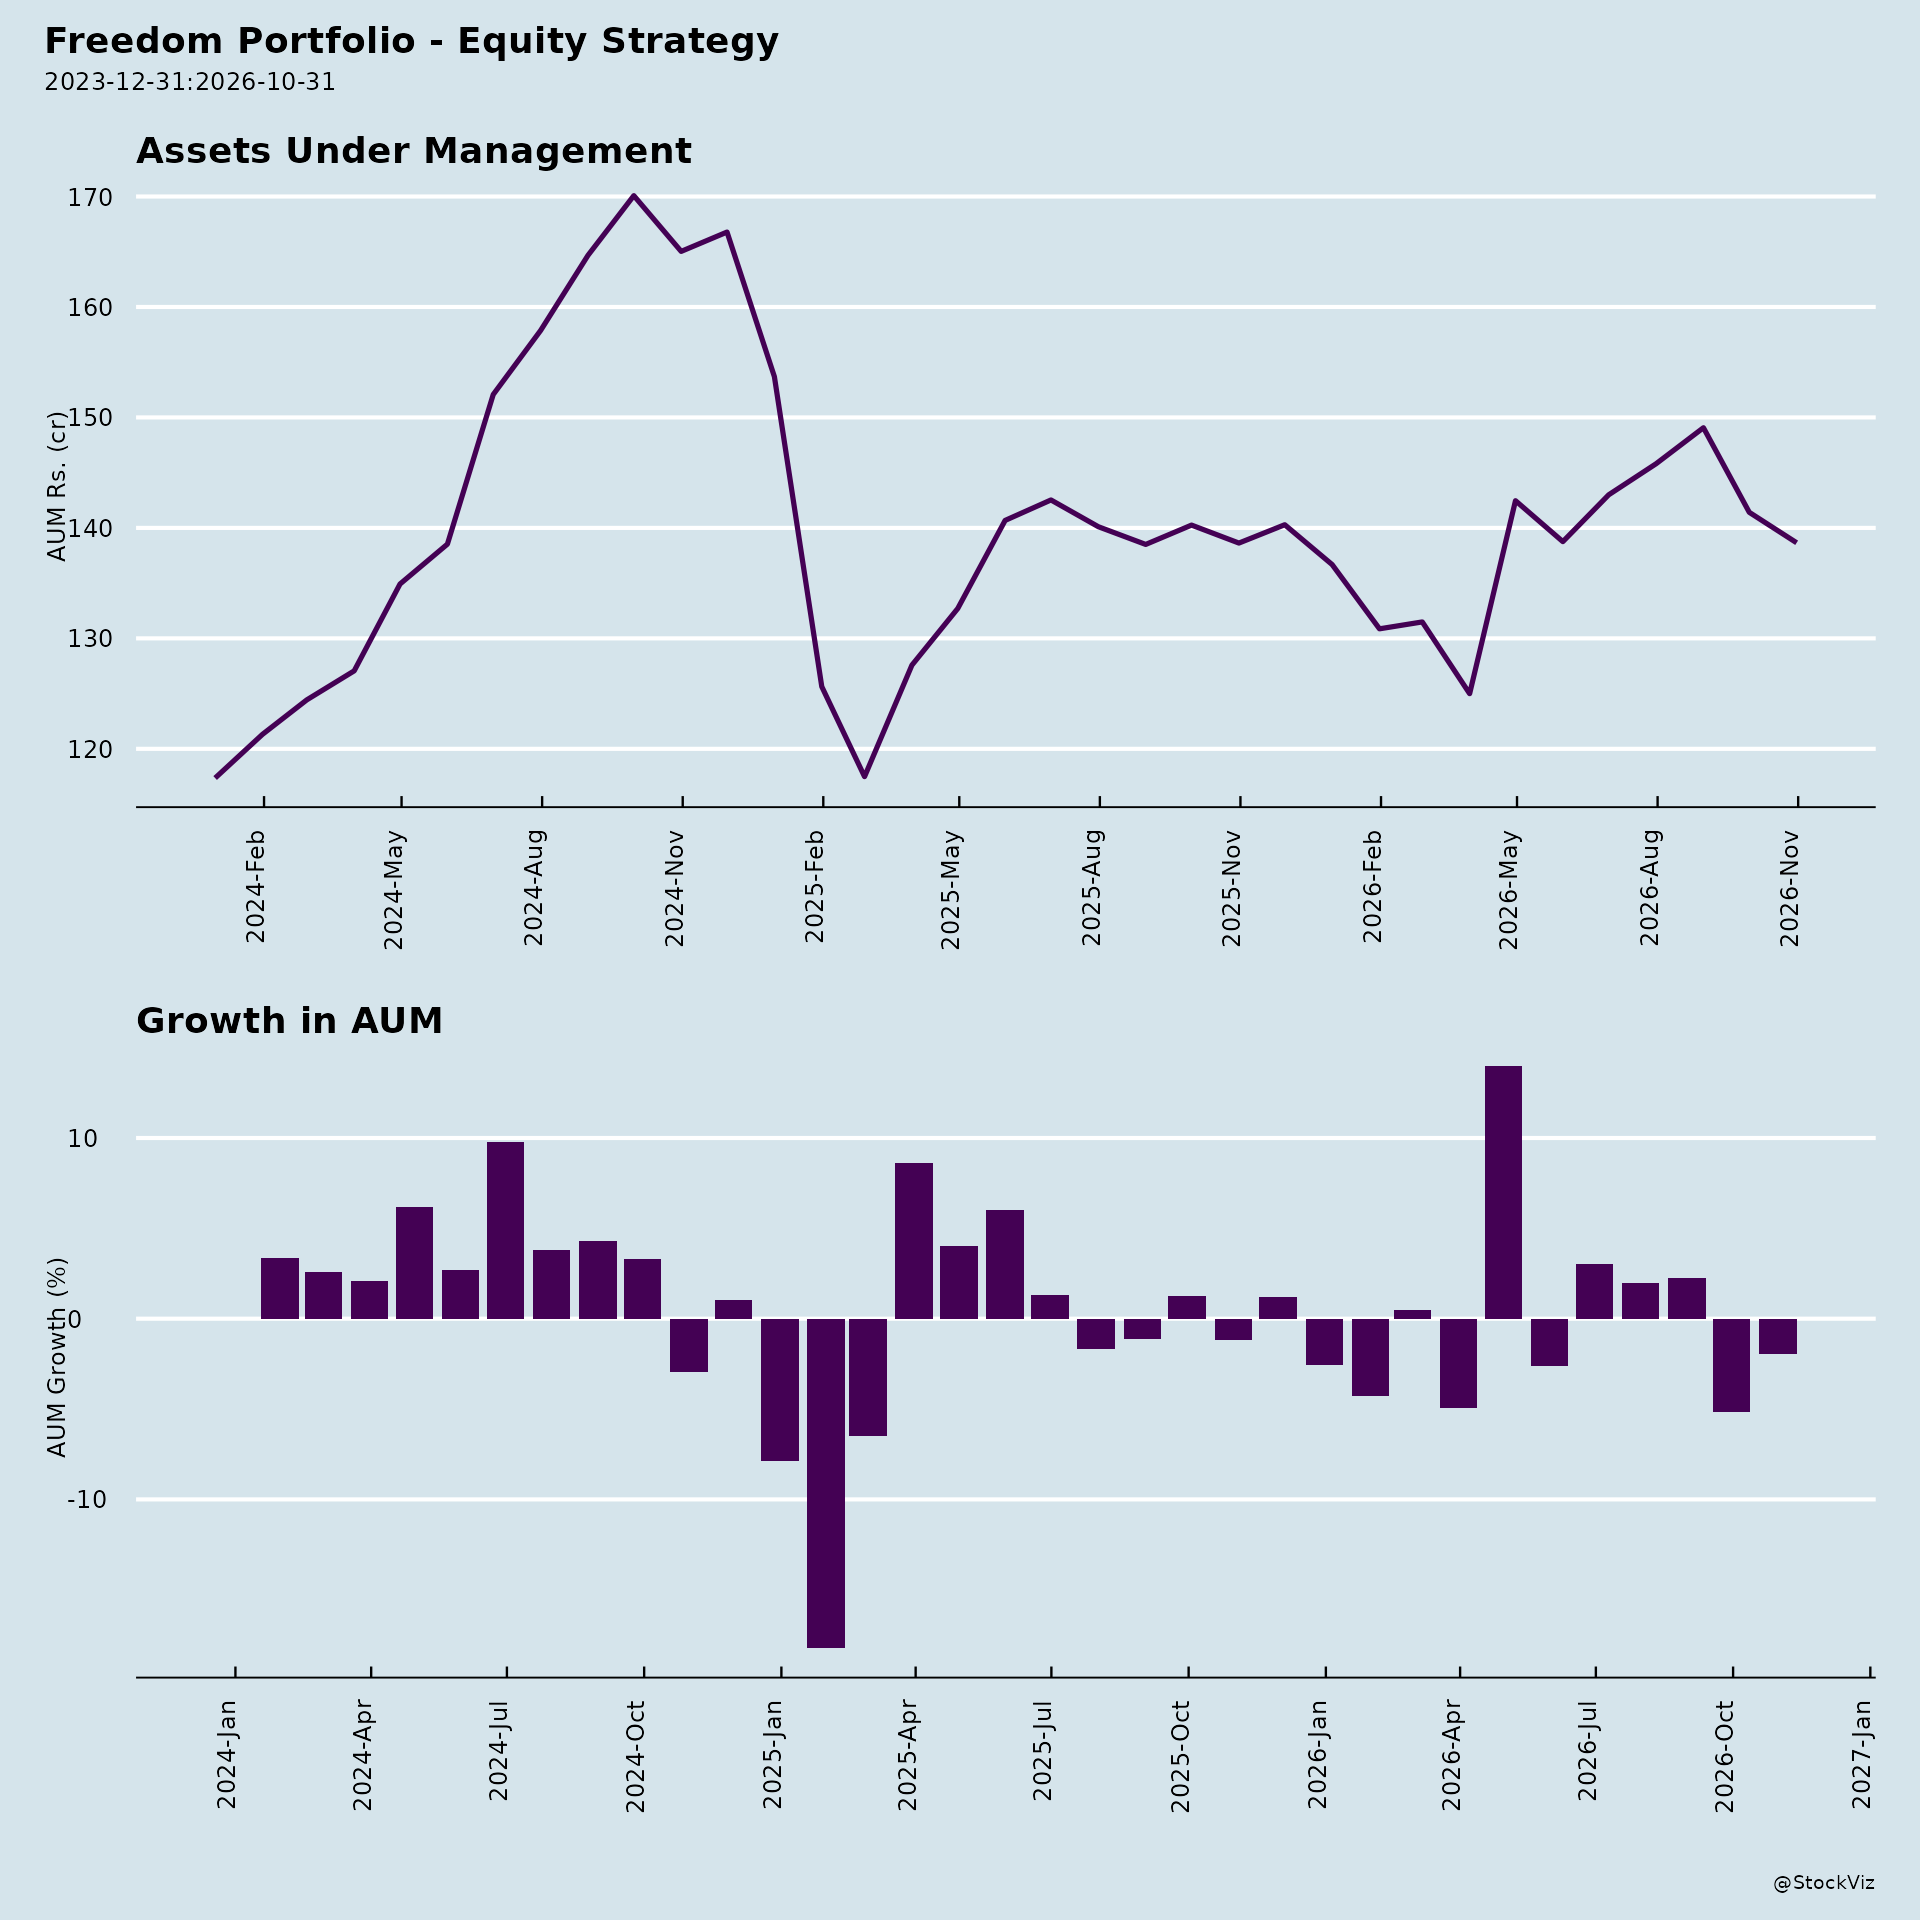 Freedom Portfolio - Equity Strategy
2023-12-31:2026-10-31
Assets Under Management
AUM Rs. (cr)
170
160
150
140
130
120
2024-Feb
2024-May
2024-Aug
2024-Nov
2025-Feb
2025-May
2025-Aug
2025-Nov
2026-Feb
2026-May
2026-Aug
2026-Nov
Growth in AUM
AUM Growth (%)
10
0
-10
2024-Jan
2024-Apr
2024-Jul
2024-Oct
2025-Jan
2025-Apr
2025-Jul
2025-Oct
2026-Jan
2026-Apr
2026-Jul
2026-Oct
2027-Jan
@StockViz